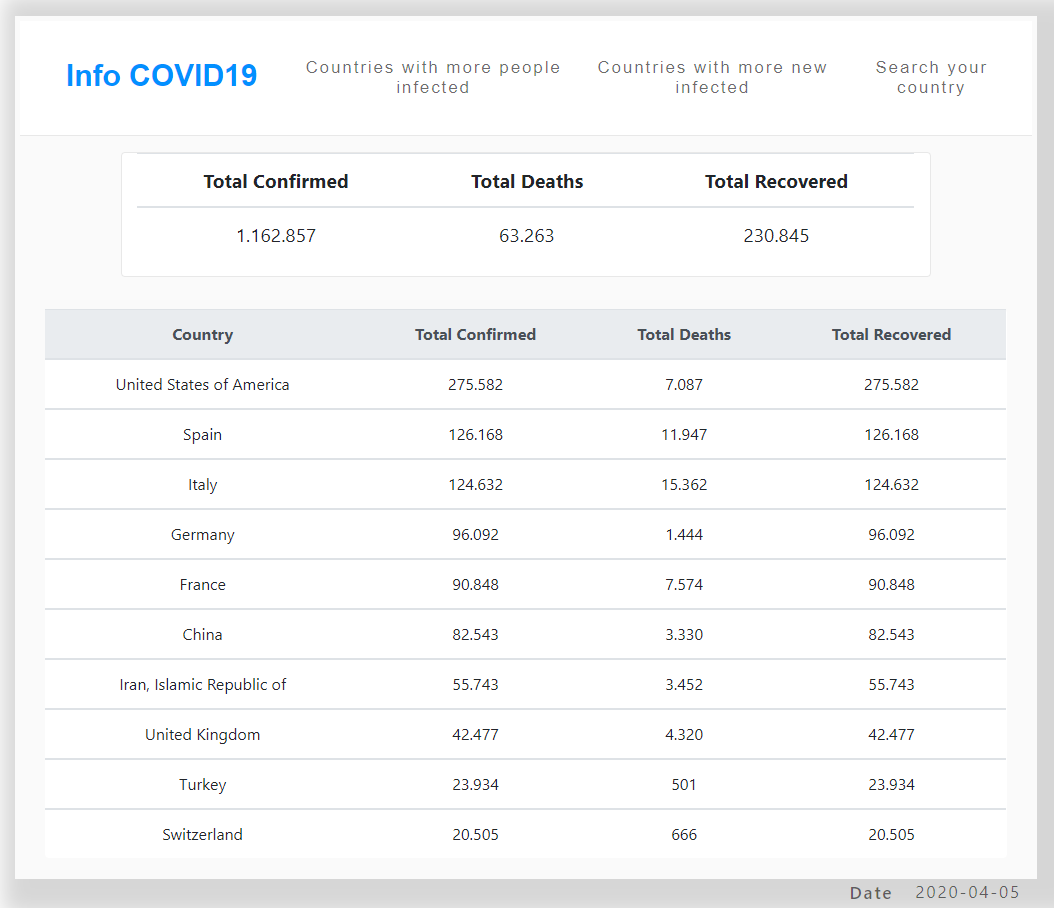 Info COVID19
Countries with more people
infected
Countries with more new
infected
Search your
country
Total Confirmed Total Deaths Total Recovered
1.162.857 63.263 230.845
Country Total Confirmed Total Deaths Total Recovered
United States of America 275.582 7.087 275.582
Spain 126.168 11.947 126.168
Italy 124.632 15.362 124.632
Germany 96.092 1.444 96.092
France 90.848 7.574 90.848
China 82.543 3.330 82.543
Iran, Islamic Republic of 55.743 3.452 55.743
United Kingdom 42.477 4.320 42.477
Turkey 23.934 501 23.934
Switzerland 20.505 666 20.505
Date 2020-04-05